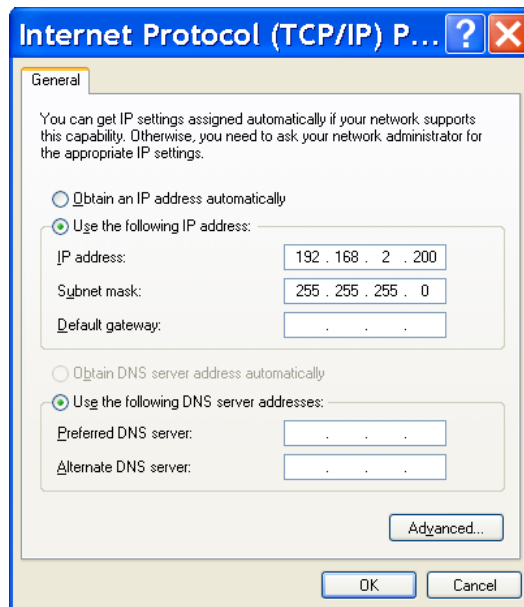 Internet Protocol (TCP/IP) P... ?
General
You can get IP settings assigned automatically if your network supports
this capability. Otherwise, you need to ask your network administrator for
the appropriate IP settings.
Obtain an IP address automatically
Use the following IP address:
IP address: 192 . 168 . 2 . 200
Subnet mask: 255 . 255 . 255 . 0
Default gateway: . . .
Obtain DNS server address automatically
Use the following DNS server addresses:
Preferred DNS server: . . .
Alternate DNS server: . . .
Advanced...
OK Cancel